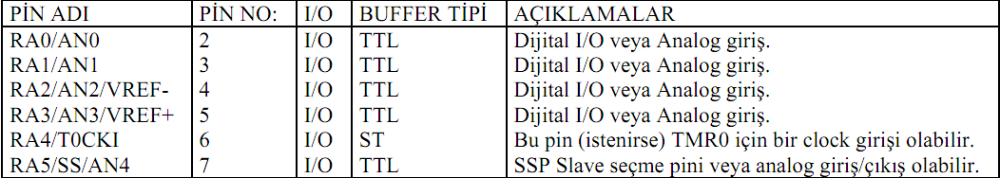 PİN ADI PİN NO: I/O BUFFER TİPİ AÇIKLAMALAR
RA0/AN0 2 I/O TTL Dijital I/O veya Analog giriş.
RA1/AN1 3 I/O TTL Dijital I/O veya Analog giriş.
RA2/AN2/VREF- 4 I/O TTL Dijital I/O veya Analog giriş.
RA3/AN3/VREF+ 5 I/O TTL Dijital I/O veya Analog giriş.
RA4/T0CKI 6 I/O ST Bu pin (istenirse) TMR0 için bir clock girişi olabilir.
RA5/SS/AN4 7 I/O TTL SSP Slave seçme pini veya analog giriş/çıkış olabilir.